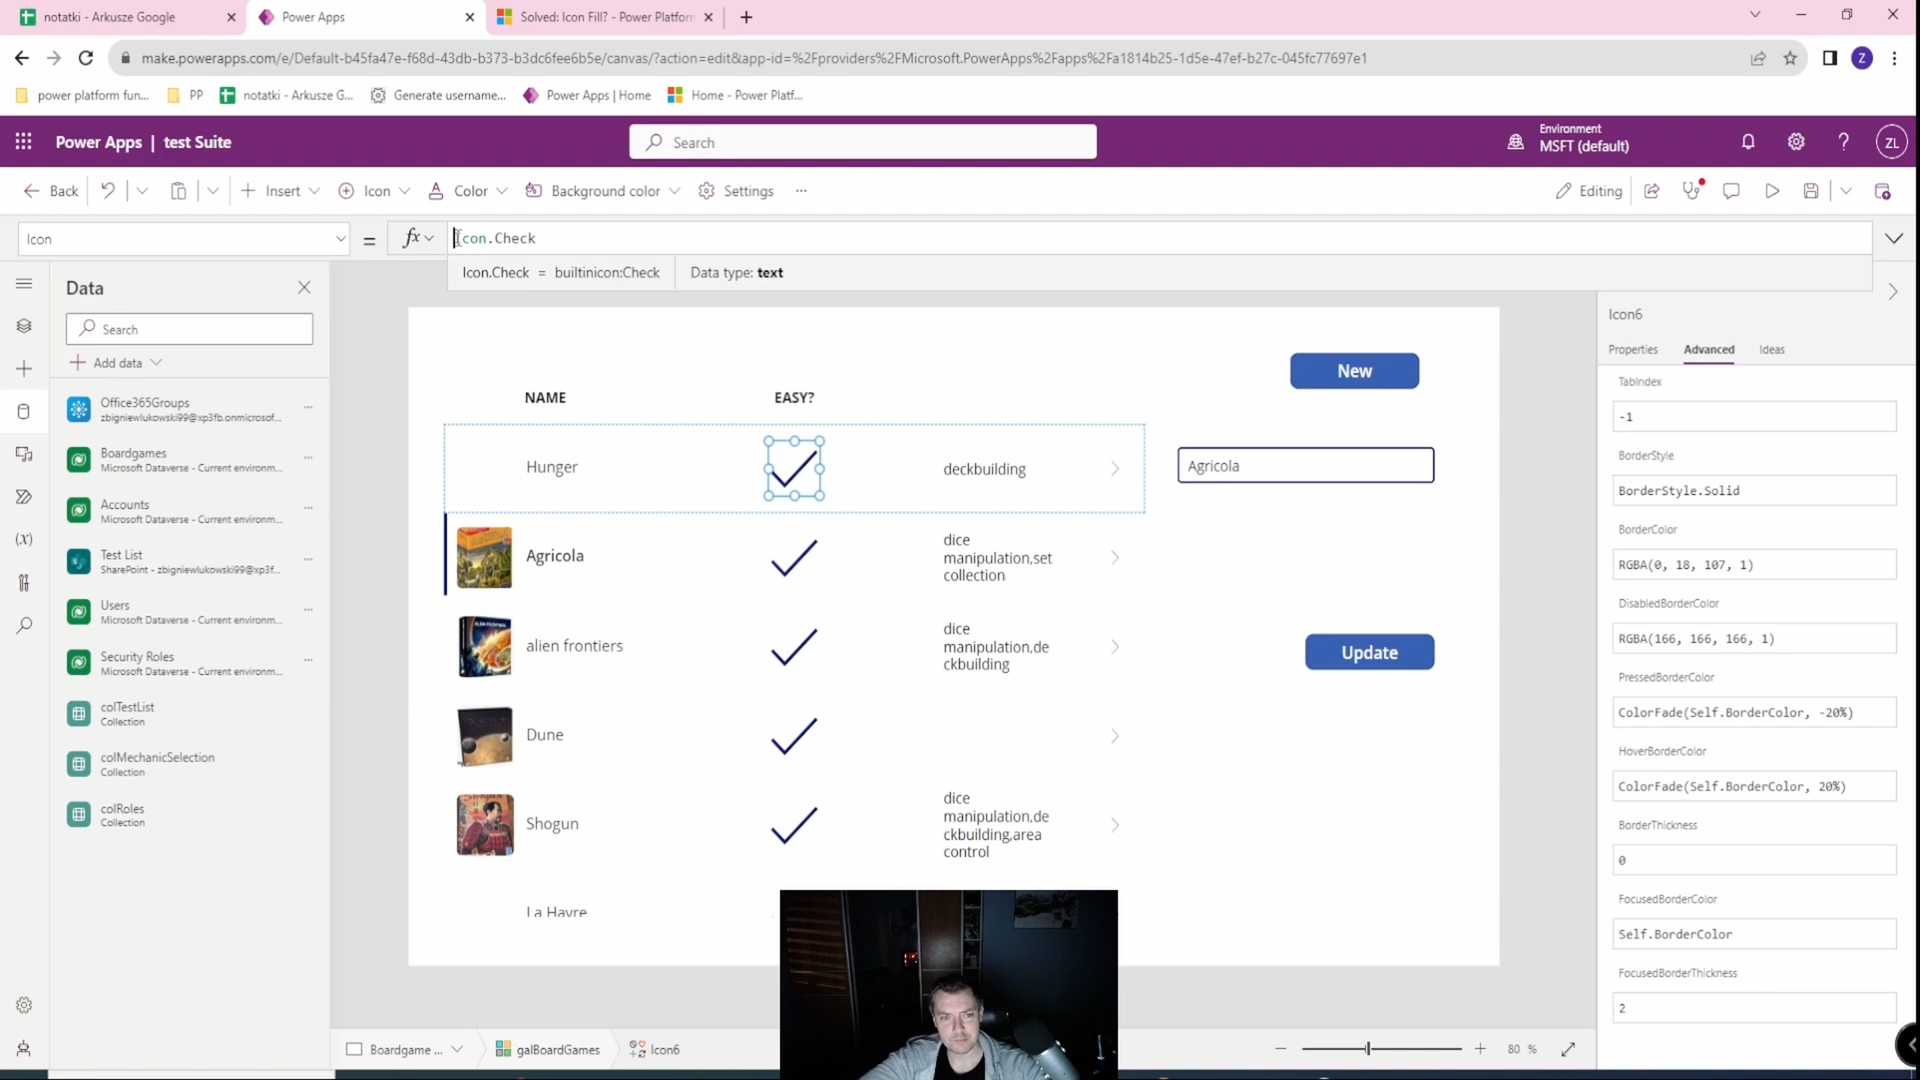 notatki - Arkusze Google
Power Apps
Solved: Icon Fill? - Power Platform
make.powerapps.com/e/Default-b45fa47e-f68d-43db-b373-b3dc6fee6b5e/canvas/?action=edit&app-id=%2Fproviders%2FMicrosoft.PowerApps%2Fapps%2Fa1814b25-1d5e-47ef-b27c-045fc77697e1
Z
power platform fun...
PP
notatki - Arkusze G...
Generate username...
Power Apps | Home
Home - Power Platf...
Power Apps | test Suite
Search
Environment
MSFT (default)
ZL
Back
Insert
Icon
Color
Background color
Settings
...
Editing
Icon
=
fx
Icon.Check
Icon.Check = builtinicon:Check
Data type: text
Data
Search
Add data
Office365Groups
zbigniewlukowski99@xp3fb.onmicrosof...
Boardgames
Microsoft Dataverse - Current environm...
Accounts
Microsoft Dataverse - Current environm...
Test List
SharePoint - zbigniewlukowski99@xp3f...
Users
Microsoft Dataverse - Current environm...
Security Roles
Microsoft Dataverse - Current environm...
colTestList
Collection
colMechanicSelection
Collection
colRoles
Collection
New
NAME
EASY?
Hunger
deckbuilding
Agricola
Agricola
dice
manipulation,set
collection
alien frontiers
dice
manipulation,de
ckbuilding
Update
Dune
Shogun
dice
manipulation,de
ckbuilding,area
control
La Havre
Icon6
Properties
Advanced
Ideas
TabIndex
-1
BorderStyle
BorderStyle.Solid
BorderColor
RGBA(0, 18, 107, 1)
DisabledBorderColor
RGBA(166, 166, 166, 1)
PressedBorderColor
ColorFade(Self.BorderColor, -20%)
HoverBorderColor
ColorFade(Self.BorderColor, 20%)
BorderThickness
0
FocusedBorderColor
Self.BorderColor
FocusedBorderThickness
2
Boardgame ...
galBoardGames
Icon6
80 %